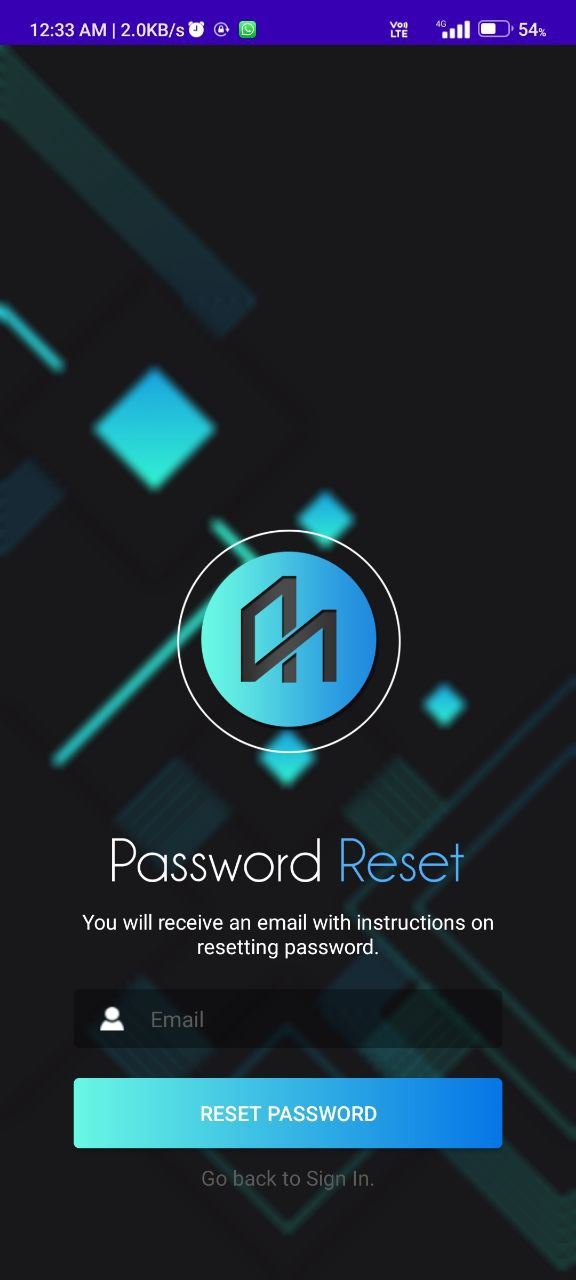 12:33 AM | 2.0KB/s
Vo LTE 4G 54%
Password Reset
You will receive an email with instructions on
resetting password.
Email
RESET PASSWORD
Go back to Sign In.